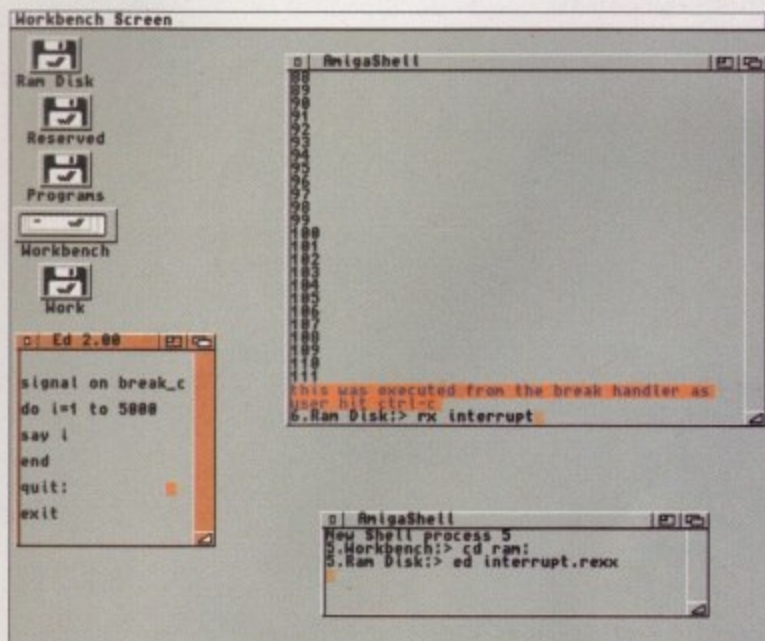 Workbench Screen
Ram Disk
Reserved
Programs
Workbench
Work
AmigaShell
88
89
90
91
92
93
94
95
96
97
98
99
100
101
102
103
104
105
106
107
108
109
110
111
this was executed from the break handler as
user hit ctrl-c
6.Ram Disk:> rx interrupt
Ed 2.00
signal on break_c
do i=1 to 5000
say i
end
quit:
exit
AmigaShell
New Shell process 5
5.Workbench:> cd ram:
5.Ram Disk:> ed interrupt.rexx